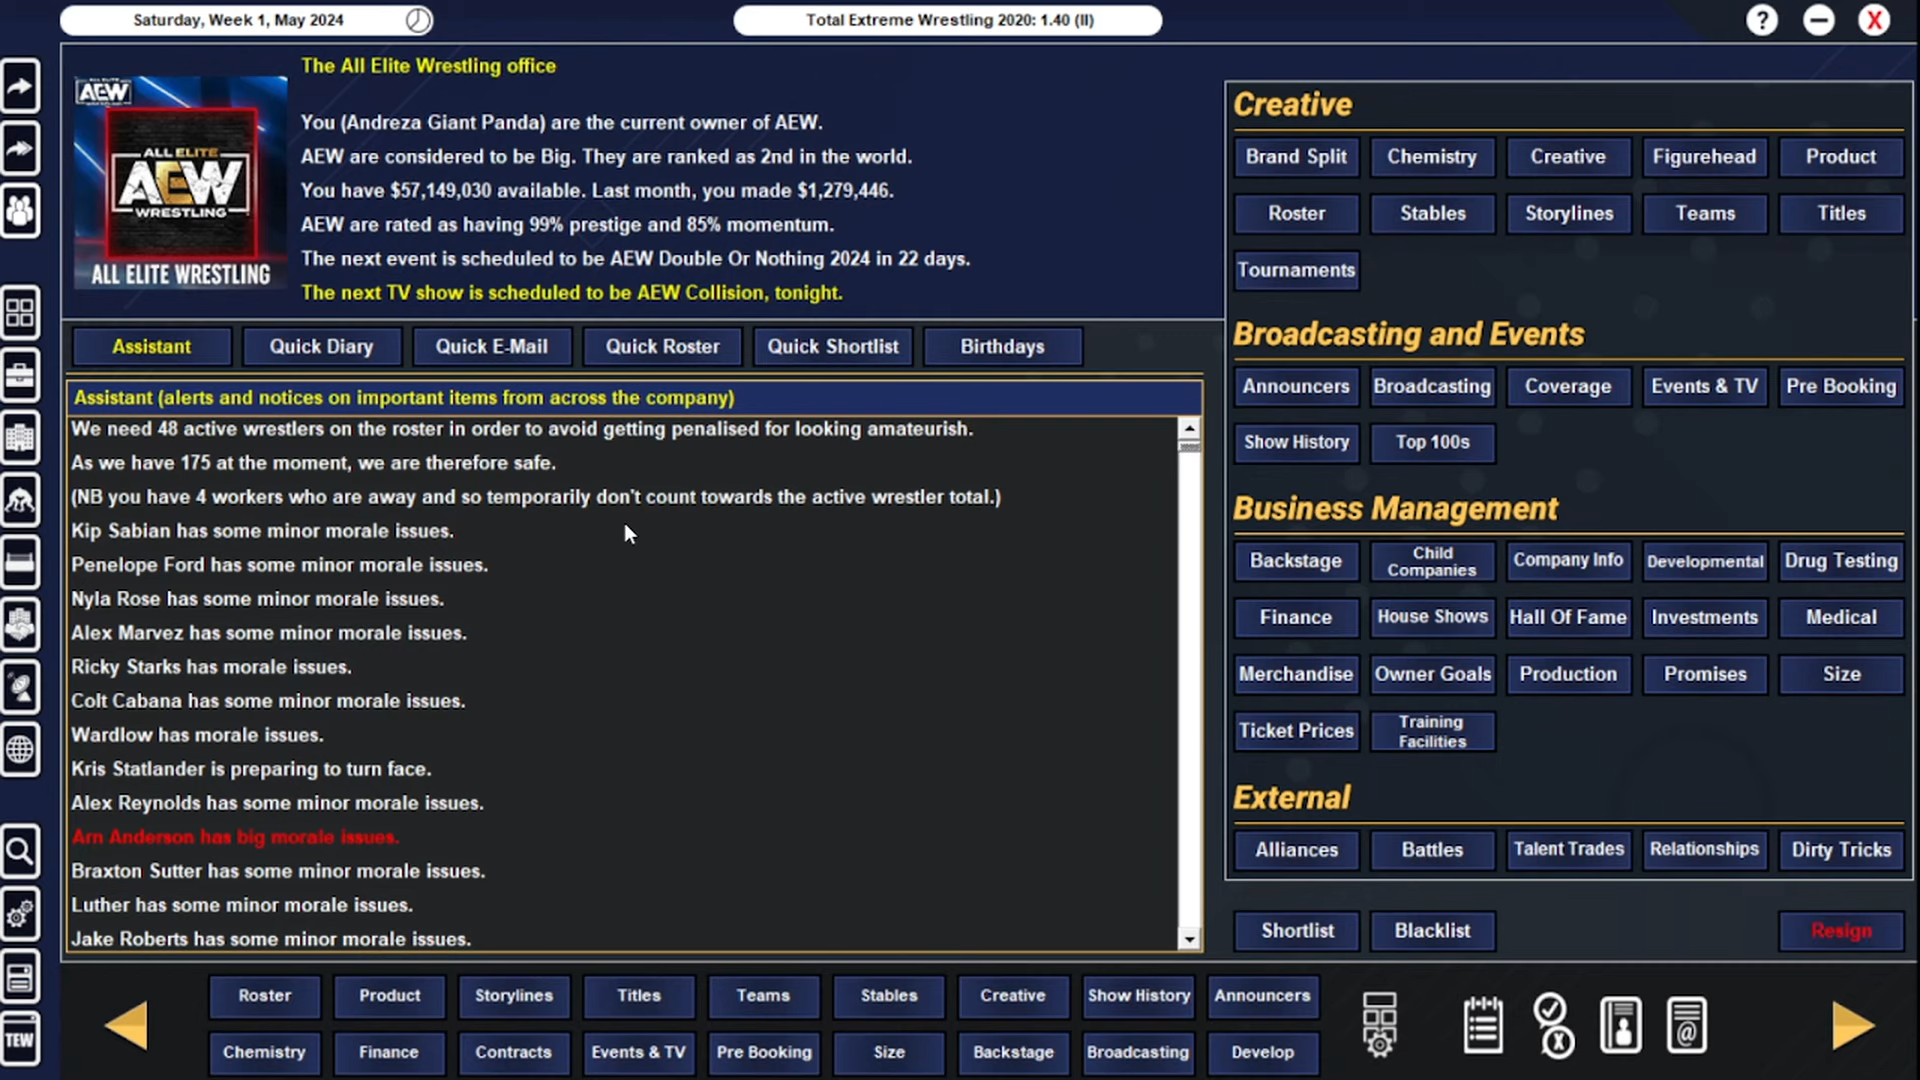 Saturday, Week 1, May 2024
Total Extreme Wrestling 2020: 1.40 (II)
?
X
The All Elite Wrestling office
AEW
ALL ELITE
AEW
WRESTLING
ALL ELITE WRESTLING
You (Andreza Giant Panda) are the current owner of AEW.
AEW are considered to be Big. They are ranked as 2nd in the world.
You have $57,149,030 available. Last month, you made $1,279,446.
AEW are rated as having 99% prestige and 85% momentum.
The next event is scheduled to be AEW Double Or Nothing 2024 in 22 days.
The next TV show is scheduled to be AEW Collision, tonight.
Assistant Quick Diary Quick E-Mail Quick Roster Quick Shortlist Birthdays
Assistant (alerts and notices on important items from across the company)
We need 48 active wrestlers on the roster in order to avoid getting penalised for looking amateurish.
As we have 175 at the moment, we are therefore safe.
(NB you have 4 workers who are away and so temporarily don't count towards the active wrestler total.)
Kip Sabian has some minor morale issues.
Penelope Ford has some minor morale issues.
Nyla Rose has some minor morale issues.
Alex Marvez has some minor morale issues.
Ricky Starks has morale issues.
Colt Cabana has some minor morale issues.
Wardlow has morale issues.
Kris Statlander is preparing to turn face.
Alex Reynolds has some minor morale issues.
Arn Anderson has big morale issues.
Braxton Sutter has some minor morale issues.
Luther has some minor morale issues.
Jake Roberts has some minor morale issues.
Creative
Brand Split Chemistry Creative Figurehead Product
Roster Stables Storylines Teams Titles
Tournaments
Broadcasting and Events
Announcers Broadcasting Coverage Events & TV Pre Booking
Show History Top 100s
Business Management
Backstage Child Companies Company Info Developmental Drug Testing
Finance House Shows Hall Of Fame Investments Medical
Merchandise Owner Goals Production Promises Size
Ticket Prices Training Facilities
External
Alliances Battles Talent Trades Relationships Dirty Tricks
Shortlist Blacklist Resign
Roster Product Storylines Titles Teams Stables Creative Show History Announcers
Chemistry Finance Contracts Events & TV Pre Booking Size Backstage Broadcasting Develop
TEW